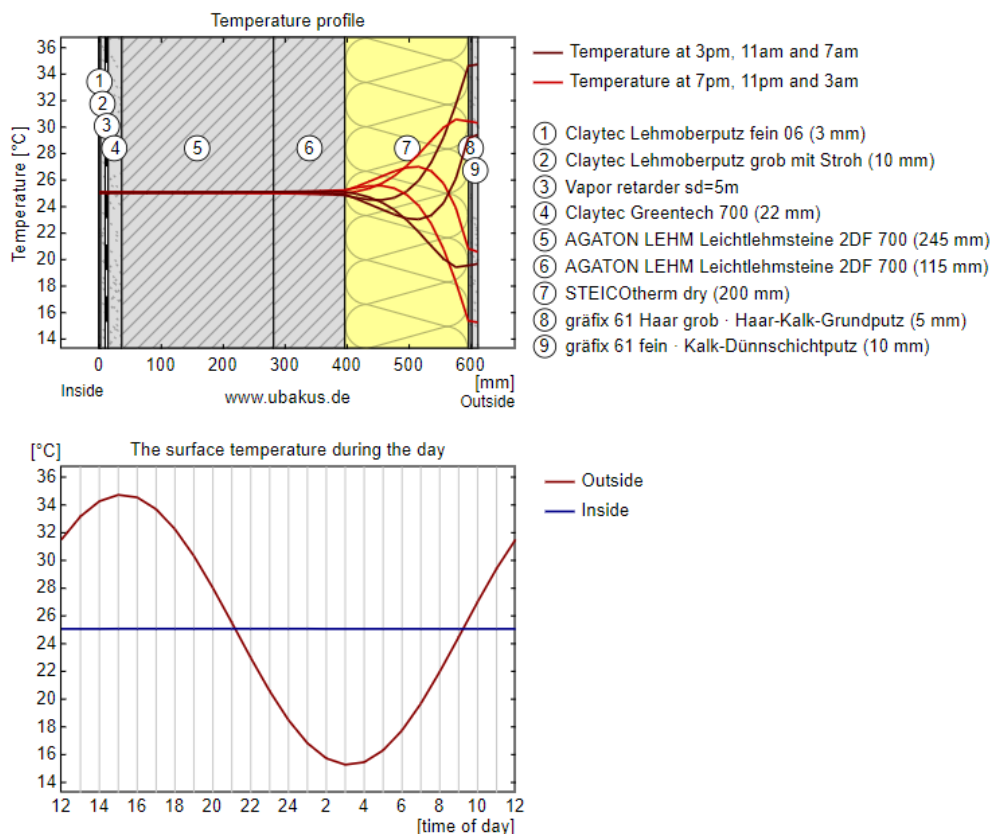 Temperature profile
Temperature [°C]
36
34
32
30
28
26
24
22
20
18
16
14
1
2
3
4
5
6
7
8
9
0
100
200
300
400
500
600
[mm]
Inside
www.ubakus.de
Outside
Temperature at 3pm, 11am and 7am
Temperature at 7pm, 11pm and 3am
1 Claytec Lehmoberputz fein 06 (3 mm)
2 Claytec Lehmoberputz grob mit Stroh (10 mm)
3 Vapor retarder sd=5m
4 Claytec Greentech 700 (22 mm)
5 AGATON LEHM Leichtlehmsteine 2DF 700 (245 mm)
6 AGATON LEHM Leichtlehmsteine 2DF 700 (115 mm)
7 STEICOtherm dry (200 mm)
8 gräfix 61 Haar grob · Haar-Kalk-Grundputz (5 mm)
9 gräfix 61 fein · Kalk-Dünnschichtputz (10 mm)
[°C]
The surface temperature during the day
36
34
32
30
28
26
24
22
20
18
16
14
12 14 16 18 20 22 24 2 4 6 8 10 12
[time of day]
Outside
Inside